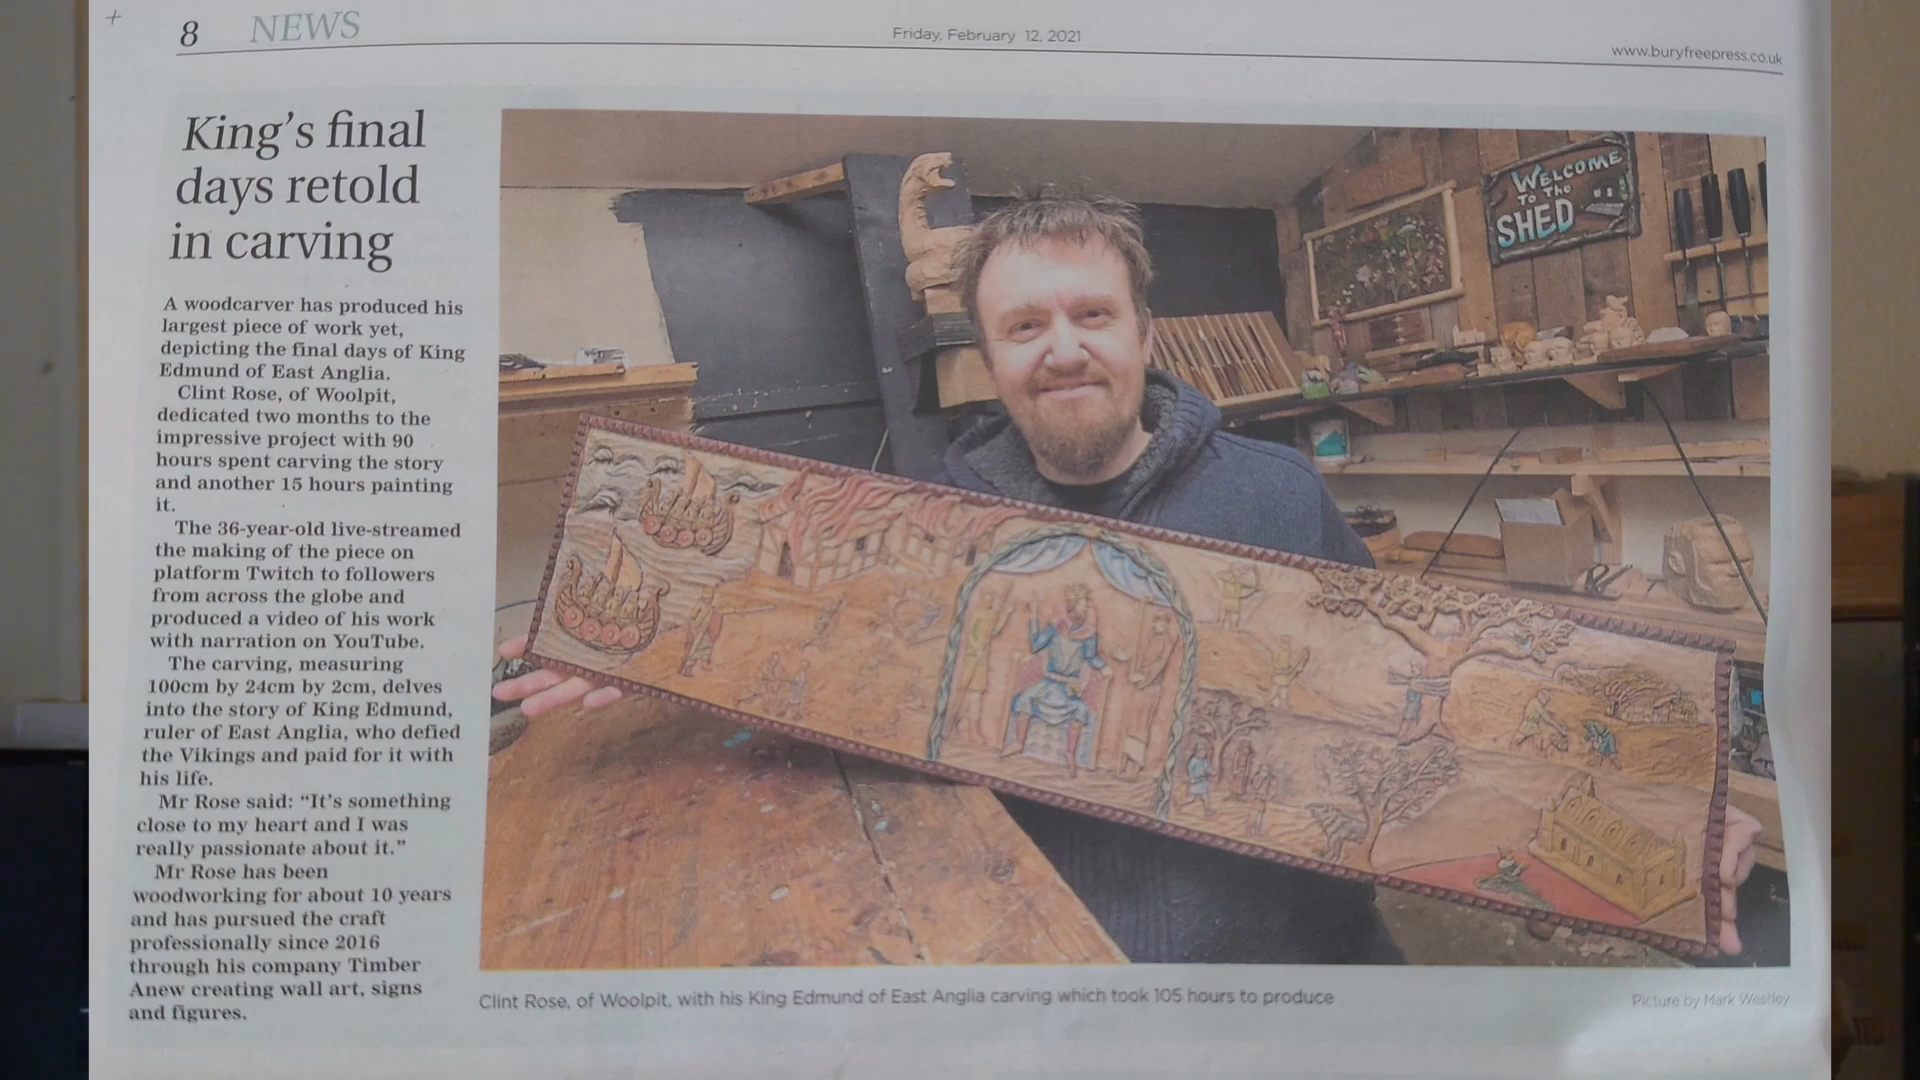 8 NEWS
Friday, February 12, 2021
www.buryfreepress.co.uk
King's final
days retold
in carving
A woodcarver has produced his
largest piece of work yet,
depicting the final days of King
Edmund of East Anglia.
Clint Rose, of Woolpit,
dedicated two months to the
impressive project with 90
hours spent carving the story
and another 15 hours painting
it.
The 36-year-old live-streamed
the making of the piece on
platform Twitch to followers
from across the globe and
produced a video of his work
with narration on YouTube.
The carving, measuring
100cm by 24cm by 2cm, delves
into the story of King Edmund,
ruler of East Anglia, who defied
the Vikings and paid for it with
his life.
Mr Rose said: “It's something
close to my heart and I was
really passionate about it.”
Mr Rose has been
woodworking for about 10 years
and has pursued the craft
professionally since 2016
through his company Timber
Anew creating wall art, signs
and figures.
WELCOME
To The
SHED
Clint Rose, of Woolpit, with his King Edmund of East Anglia carving which took 105 hours to produce
Picture by Mark Westley